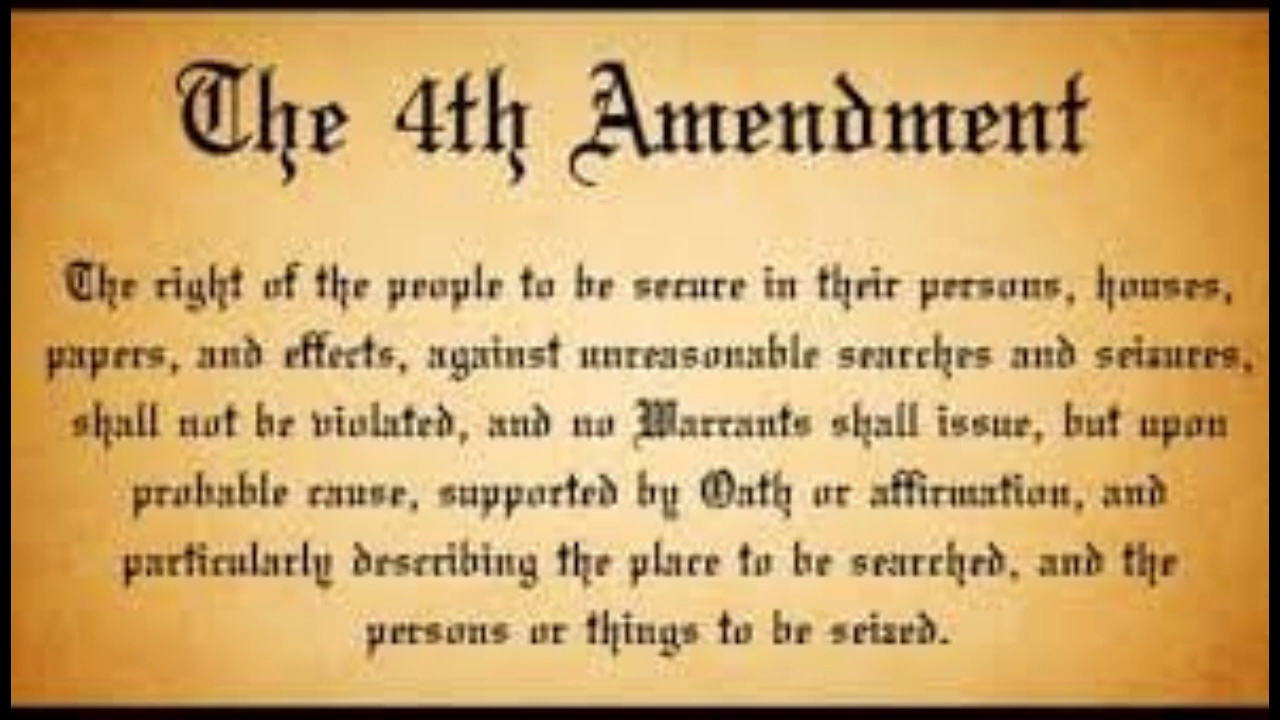 The 4th Amendment
The right of the people to be secure in their persons, houses,
papers, and effects, against unreasonable searches and seizures,
shall not be violated, and no Warrants shall issue, but upon
probable cause, supported by Oath or affirmation, and
particularly describing the place to be searched, and the
persons or things to be seized.